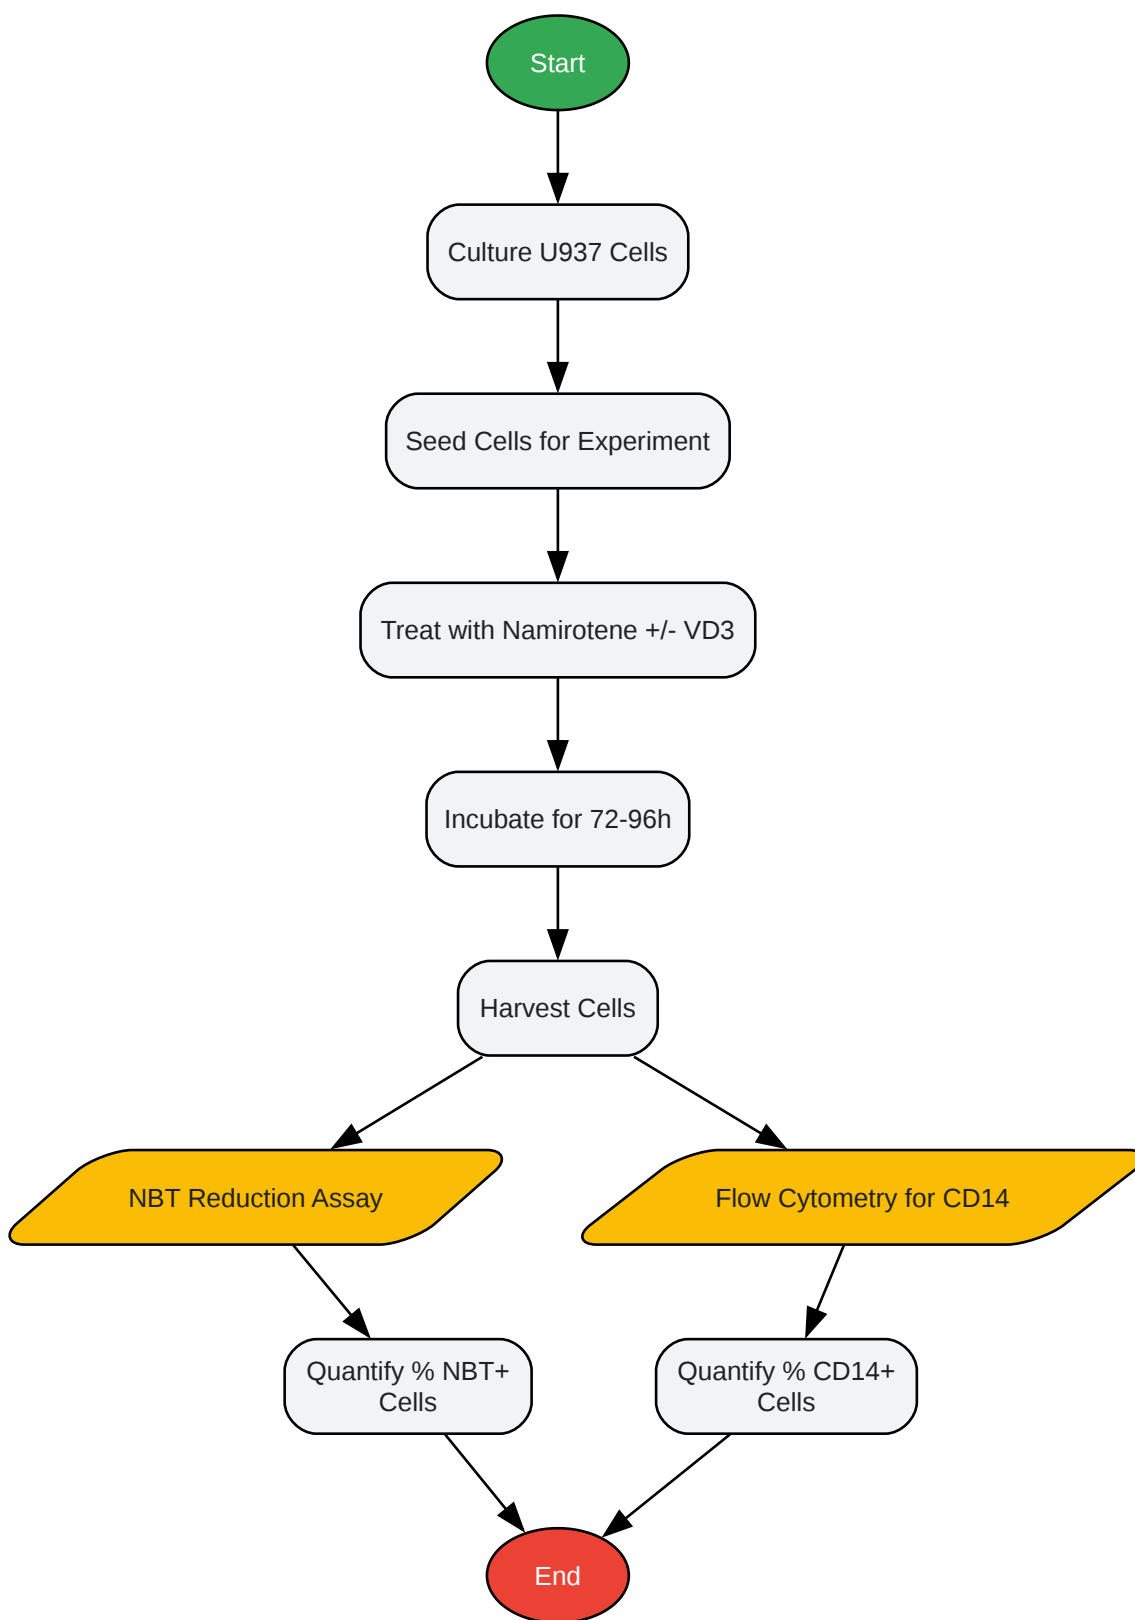 Start
Culture U937 Cells
Seed Cells for Experiment
Treat with Namirotene +/- VD3
Incubate for 72-96h
Harvest Cells
NBT Reduction Assay
Flow Cytometry for CD14
Quantify % NBT+
Cells
Quantify % CD14+
Cells
End